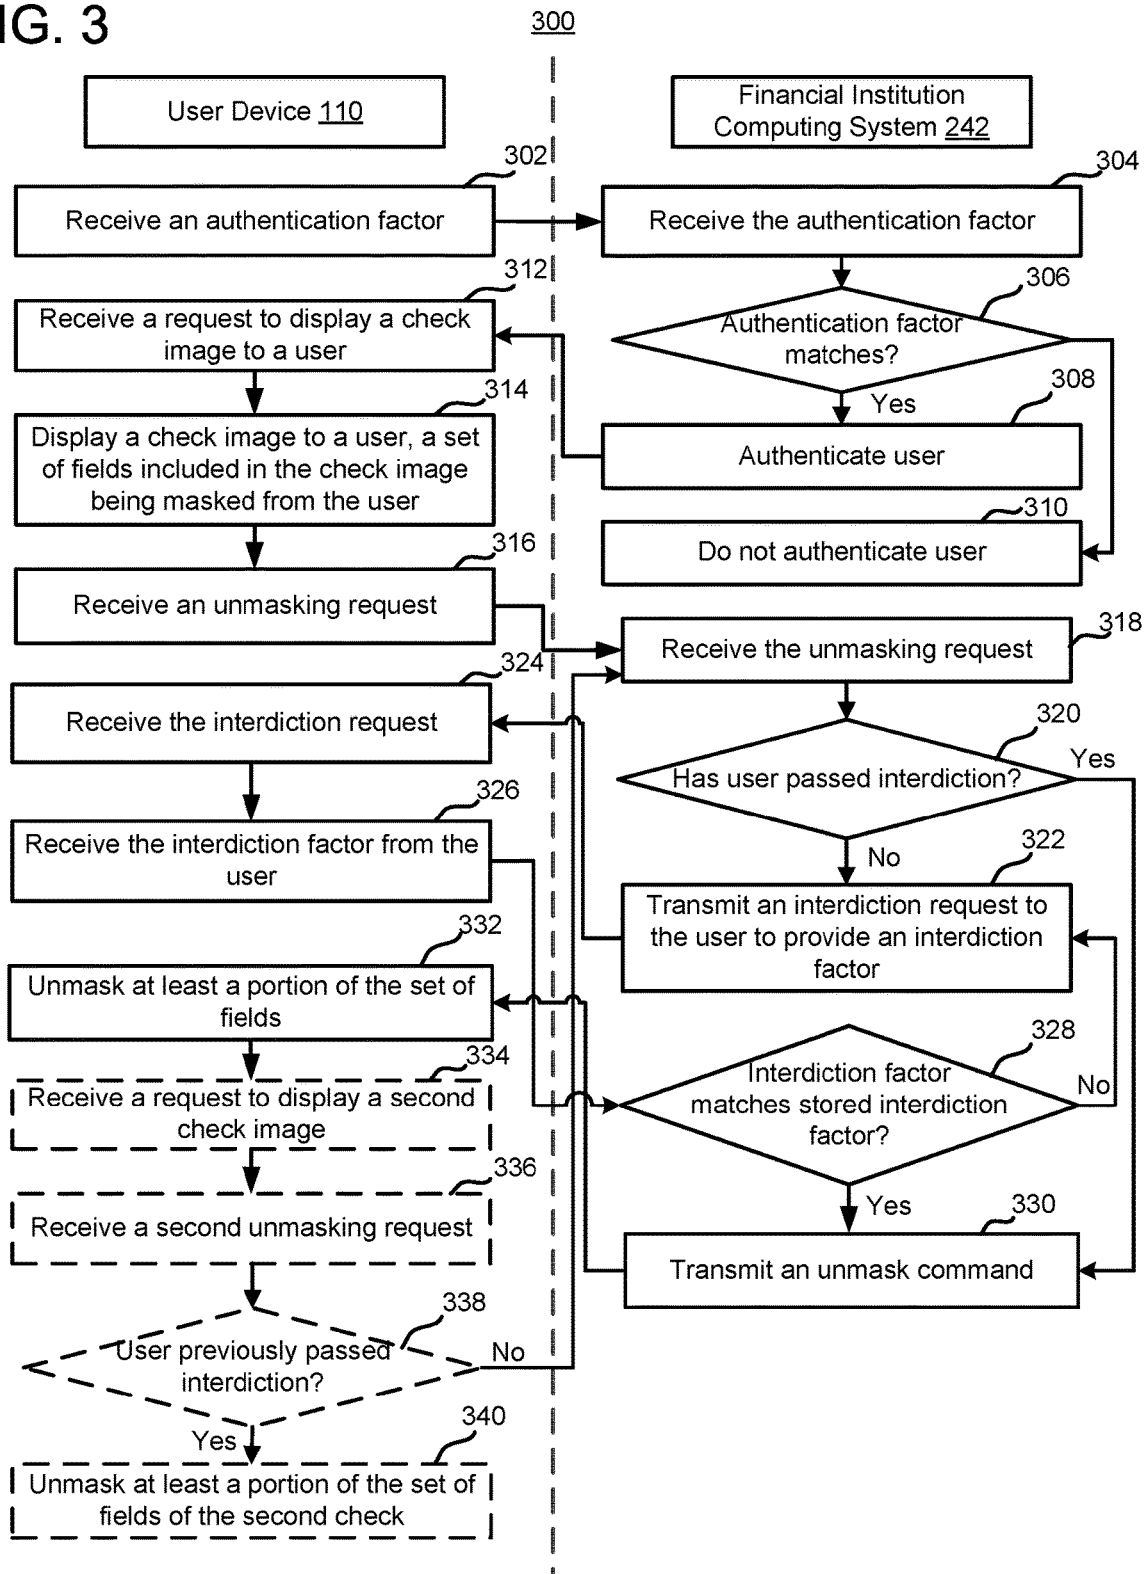 IG. 3
300
User Device 110
Financial Institution
Computing System 242
302
Receive an authentication factor
304
Receive the authentication factor
306
Authentication factor
matches?
Yes
308
Authenticate user
310
Do not authenticate user
312
Receive a request to display a check
image to a user
314
Display a check image to a user, a set
of fields included in the check image
being masked from the user
316
Receive an unmasking request
318
Receive the unmasking request
320
Has user passed interdiction?
Yes
No
322
Transmit an interdiction request to
the user to provide an interdiction
factor
324
Receive the interdiction request
326
Receive the interdiction factor from the
user
328
Interdiction factor
matches stored interdiction
factor?
No
Yes
330
Transmit an unmask command
332
Unmask at least a portion of the set of
fields
334
Receive a request to display a second
check image
336
Receive a second unmasking request
338
User previously passed
interdiction?
No
Yes
340
Unmask at least a portion of the set of
fields of the second check